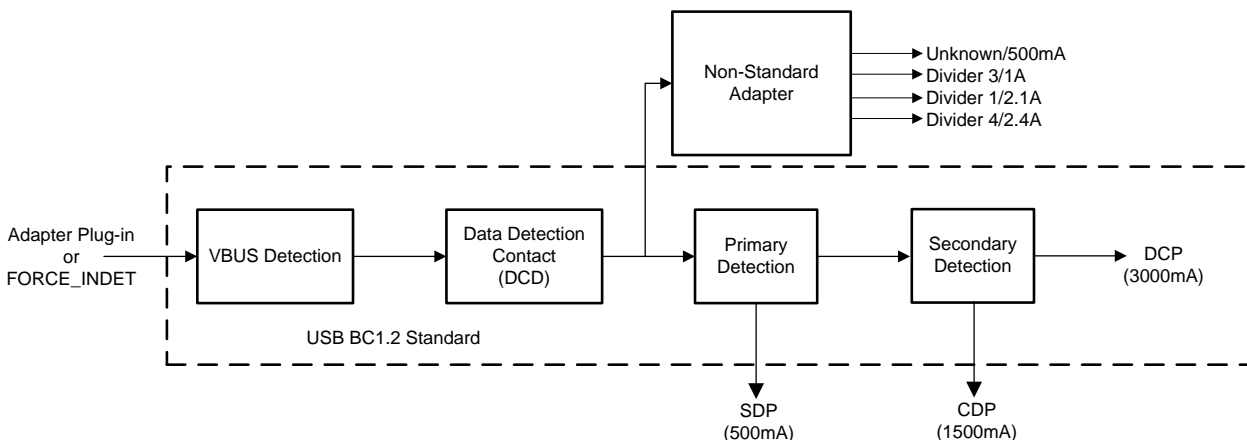 Non-Standard
Adapter
Unknown/500mA
Divider 3/1A
Divider 1/2.1A
Divider 4/2.4A
Adapter Plug-in
or
FORCE_INDET
VBUS Detection
Data Detection
Contact
(DCD)
Primary
Detection
Secondary
Detection
DCP
(3000mA)
USB BC1.2 Standard
SDP
(500mA)
CDP
(1500mA)